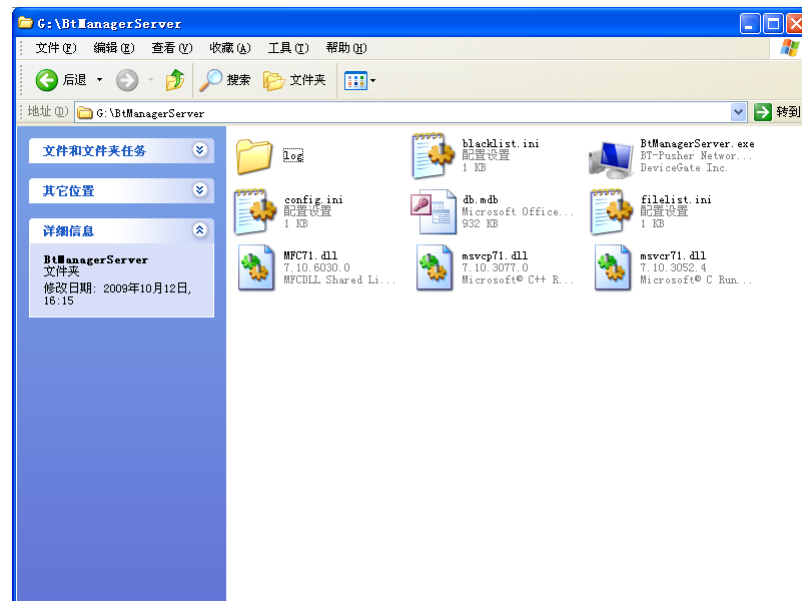 G:\BtManagerServer
文件(F) 编辑(E) 查看(V) 收藏(A) 工具(T) 帮助(H)
后退 搜索 文件夹
地址(D) G:\BtManagerServer 转到
文件和文件夹任务
其它位置
详细信息
BtManagerServer
文件夹
修改日期: 2009年10月12日,
16:15
log
blacklist.ini
配置设置
1 KB
BtManagerServer.exe
BT-Pusher Networ...
DeviceGate Inc.
config.ini
配置设置
1 KB
db.mdb
Microsoft Office...
932 KB
filelist.ini
配置设置
1 KB
MFC71.dll
7.10.6030.0
MFCDLL Shared Li...
msvcp71.dll
7.10.3077.0
Microsoft® C++ R...
msvcr71.dll
7.10.3052.4
Microsoft® C Run...